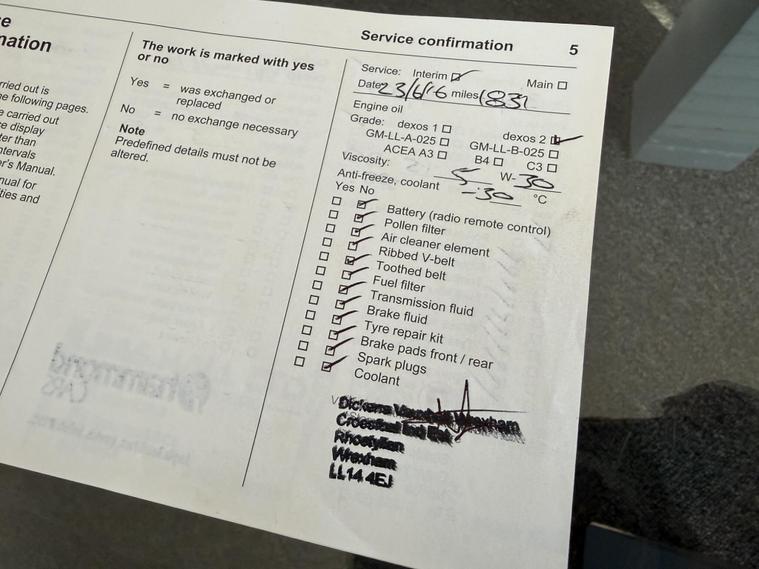 mation
rried out is
e following pages.
e carried out
e display
ter than
ntervals
r's Manual.
nual for
ities and
The work is marked with yes
or no
Yes = was exchanged or
replaced
No = no exchange necessary
Note
Predefined details must not be
altered.
Service confirmation 5
Service: Interim Main
Date 23/6/16 miles 1831
Engine oil
Grade: dexos 1 dexos 2
GM-LL-A-025 GM-LL-B-025
ACEA A3 B4 C3
Viscosity: 5 W-30
Anti-freeze, coolant -30 °C
Yes No
Battery (radio remote control)
Pollen filter
Air cleaner element
Ribbed V-belt
Toothed belt
Fuel filter
Transmission fluid
Brake fluid
Tyre repair kit
Brake pads front / rear
Spark plugs
Coolant
Wrexham
Rhostyllen
Wrexham
LL14 4EJ